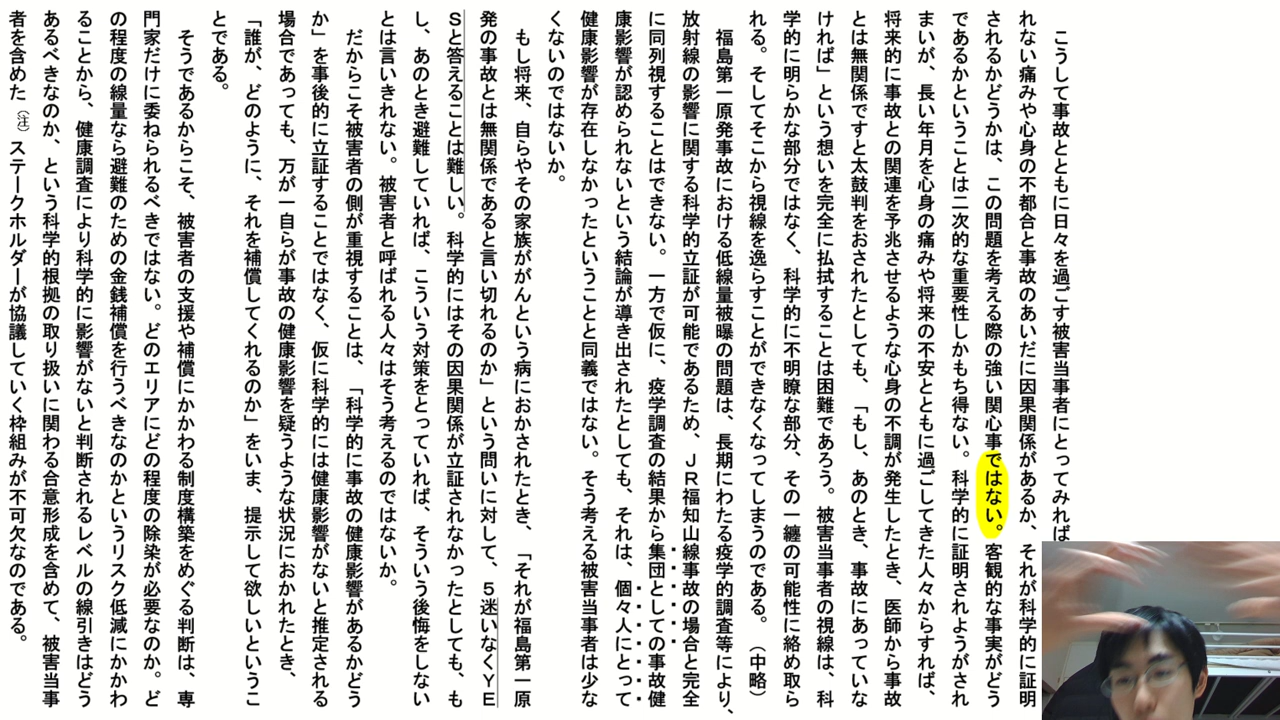 こうして事故とともに日々を過ごす被害当事者にとってみれば
れない痛みや心身の不都合と事故のあいだに因果関係があるか、それが科学的に証明
されるかどうかは、この問題を考える際の強い関心事ではない。客観的な事実がどう
であるかということは二次的な重要性しかもち得ない。科学的に証明されようがされ
まいが、長い年月を心身の痛みや将来の不安とともに過ごしてきた人々からすれば、
将来的に事故との関連を予兆させるような心身の不調が発生したとき、医師から事故
とは無関係ですと太鼓判をおされたとしても、「もし、あのとき、事故にあっていな
ければ」という想いを完全に払拭することは困難であろう。被害当事者の視線は、科
学的に明らかな部分ではなく、科学的に不明瞭な部分、その一纏の可能性に絡め取ら
れる。そしてそこから視線を逸らすことができなくなってしまうのである。（中略）
福島第一原発事故における低線量被曝の問題は、長期にわたる疫学的調査等により、
放射線の影響に関する科学的立証が可能であるため、ＪＲ福知山線事故の場合と完全
に同列視することはできない。一方で仮に、疫学調査の結果から集団としての事故健
康影響が認められないという結論が導き出されたとしても、それは、個々人にとって
健康影響が存在しなかったということと同義ではない。そう考える被害当事者は少な
くないのではないか。
もし将来、自らやその家族ががんという病におかされたとき、「それが福島第一原
発の事故とは無関係であると言い切れるのか」という問いに対して、５迷いなくＹＥ
Ｓと答えることは難しい。科学的にはその因果関係が立証されなかったとしても、も
し、あのとき避難していれば、こういう対策をとっていれば、そういう後悔をしない
とは言いきれない。被害者と呼ばれる人々はそう考えるのではないか。
だからこそ被害者の側が重視することは、「科学的に事故の健康影響があるかどう
か」を事後的に立証することではなく、仮に科学的には健康影響がないと推定される
場合であっても、万が一自らが事故の健康影響を疑うような状況におかれたとき、
「誰が、どのように、それを補償してくれるのか」をいま、提示して欲しいというこ
とである。
そうであるからこそ、被害者の支援や補償にかかわる制度構築をめぐる判断は、専
門家だけに委ねられるべきではない。どのエリアにどの程度の除染が必要なのか。ど
の程度の線量なら避難のための金銭補償を行うべきなのかというリスク低減にかかわ
ることから、健康調査により科学的に影響がないと判断されるレベルの線引きはどう
あるべきなのか、という科学的根拠の取り扱いに関わる合意形成を含めて、被害当事
者を含めた（注）ステークホルダーが協議していく枠組みが不可欠なのである。